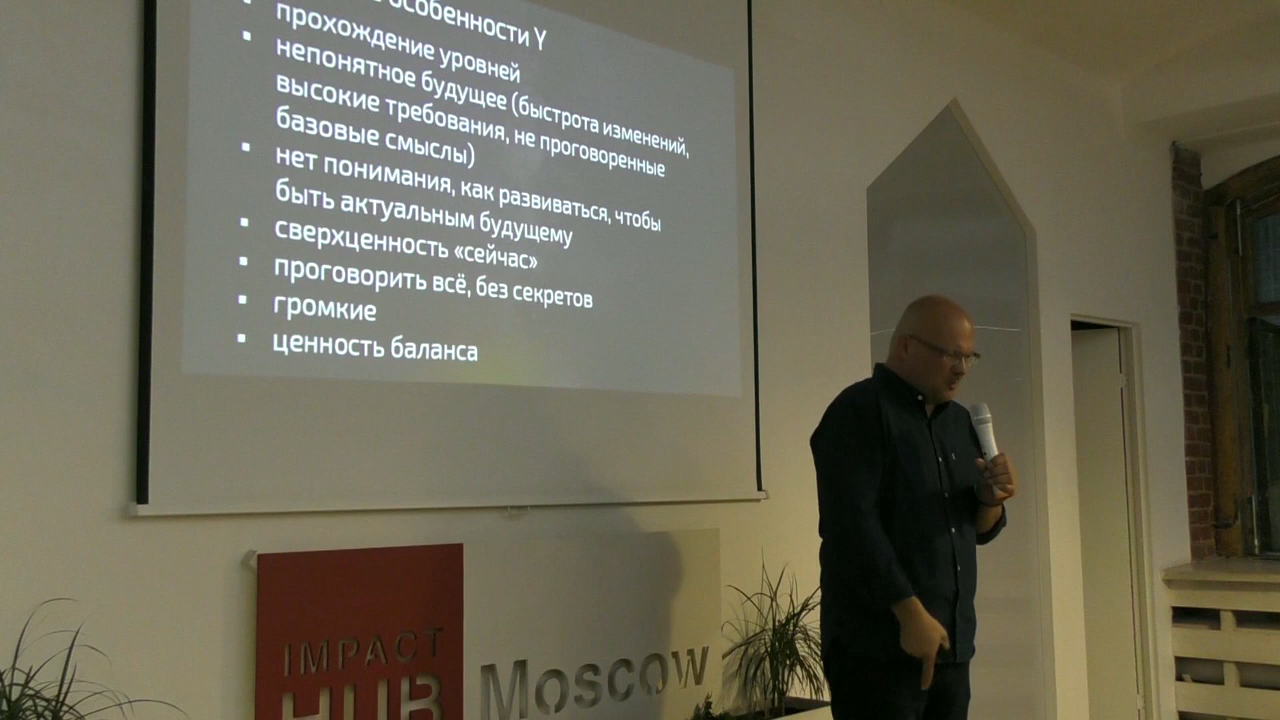 особенности Y
прохождение уровней
непонятное будущее (быстрота изменений,
высокие требования, не проговоренные
базовые смыслы)
нет понимания, как развиваться, чтобы
быть актуальным будущему
сверхценность «сейчас»
проговорить всё, без секретов
громкие
ценность баланса
IMPACT
HUB
Moscow